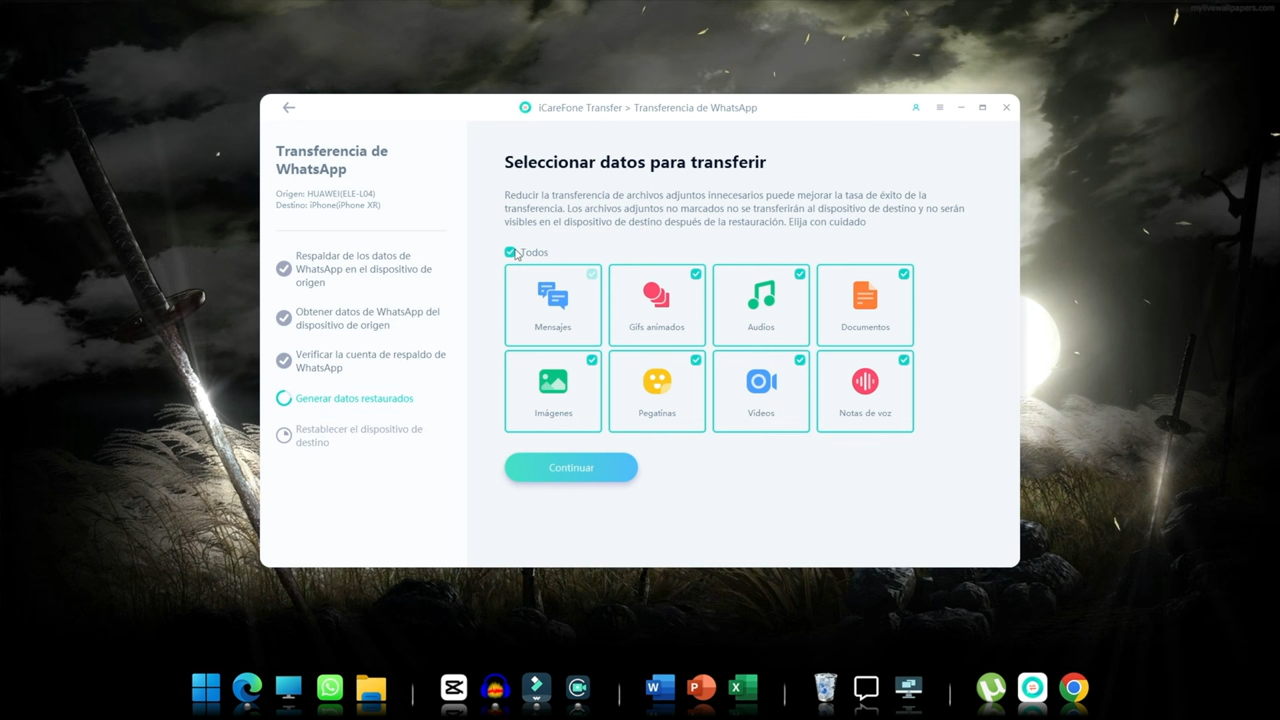 mylivewallpapers.com
iCareFone Transfer > Transferencia de WhatsApp
Transferencia de
WhatsApp
Origen: HUAWEI(ELE-L04)
Destino: iPhone(iPhone XR)
Respaldar de los datos de
WhatsApp en el dispositivo de
origen
Obtener datos de WhatsApp del
dispositivo de origen
Verificar la cuenta de respaldo de
WhatsApp
Generar datos restaurados
Restablecer el dispositivo de
destino
Seleccionar datos para transferir
Reducir la transferencia de archivos adjuntos innecesarios puede mejorar la tasa de éxito de la
transferencia. Los archivos adjuntos no marcados no se transferirán al dispositivo de destino y no serán
visibles en el dispositivo de destino después de la restauración. Elija con cuidado
Todos
Mensajes
Gifs animados
Audios
Documentos
Imágenes
Pegatinas
Videos
Notas de voz
Continuar
W
P
X